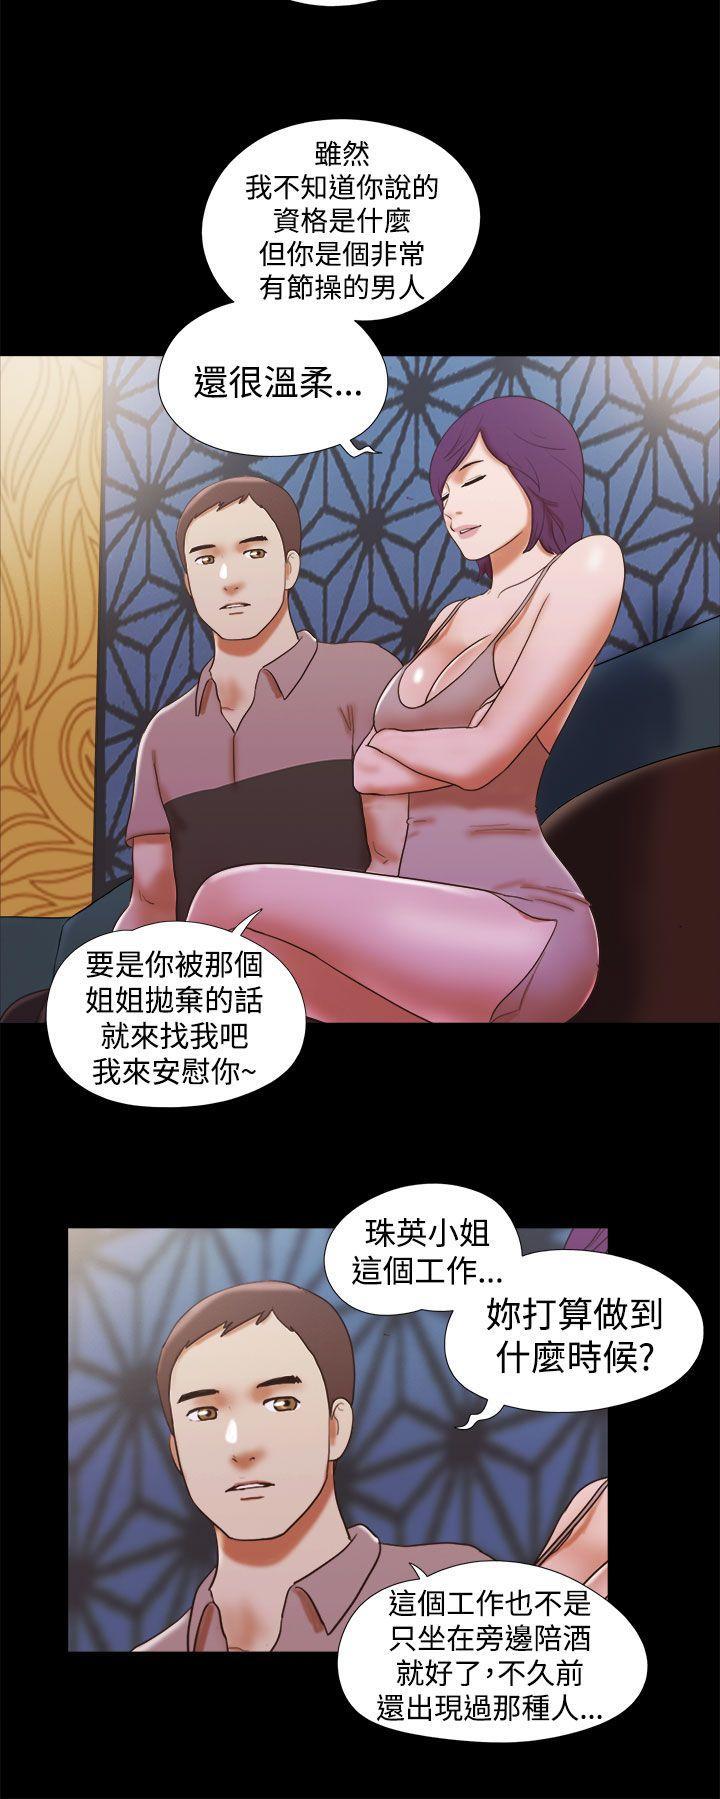 雖然
我不知道你說的
資格是什麼
但你是個非常
有節操的男人
還很溫柔...
要是你被那個
姐姐拋棄的話
就來找我吧
我來安慰你~
珠英小姐
這個工作...
妳打算做到
什麼時候?
這個工作也不是
只坐在旁邊陪酒
就好了,不久前
還出現過那種人...